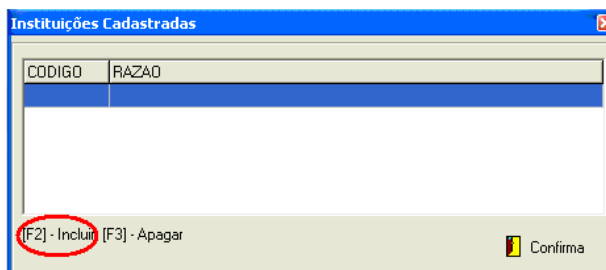 Instituições Cadastradas
CODIGO RAZAO
[F2] - Incluir [F3] - Apagar
Confirma